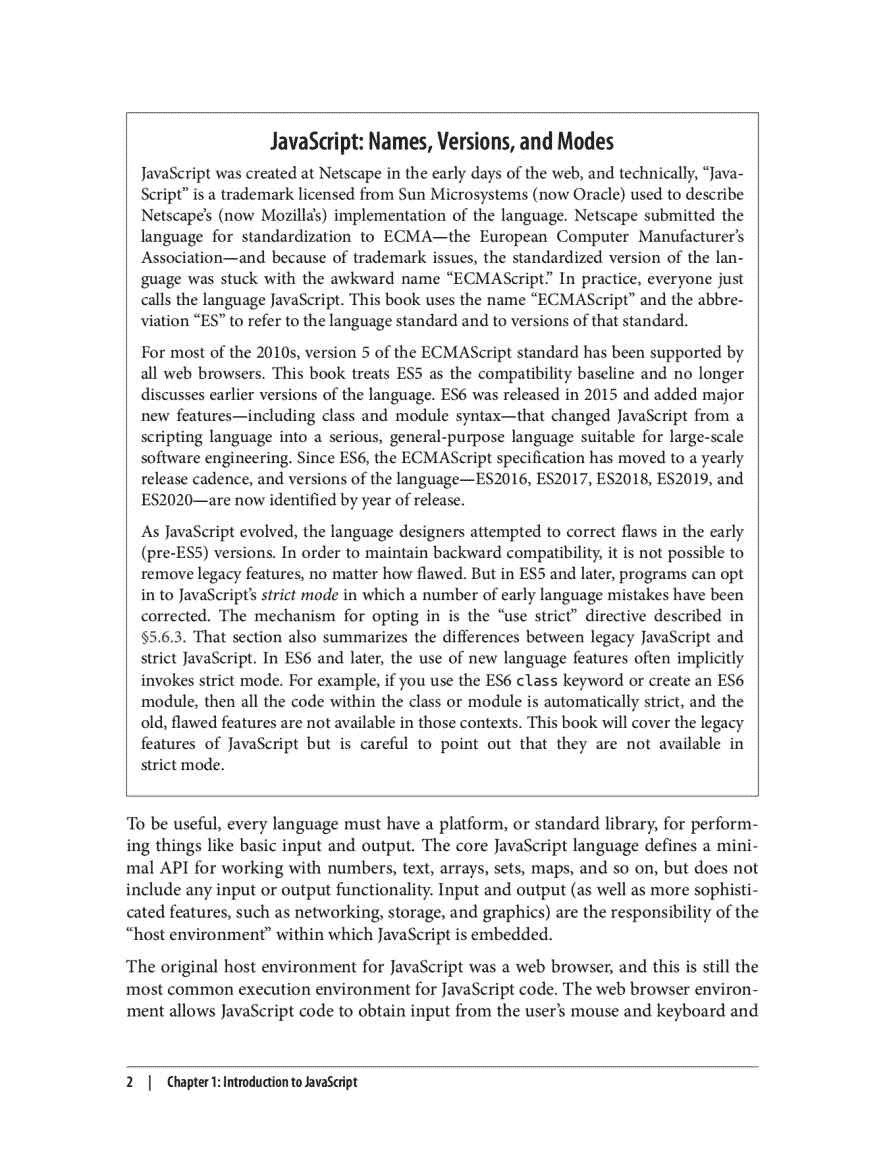 JavaScript: Names, Versions, and Modes
JavaScript was created at Netscape in the early days of the web, and technically, “Java-
Script” is a trademark licensed from Sun Microsystems (now Oracle) used to describe
Netscape’s (now Mozilla’s) implementation of the language. Netscape submitted the
language for standardization to ECMA—the European Computer Manufacturer’s
Association—and because of trademark issues, the standardized version of the lan-
guage was stuck with the awkward name “ECMAScript.” In practice, everyone just
calls the language JavaScript. This book uses the name “ECMAScript” and the abbre-
viation “ES” to refer to the language standard and to versions of that standard.
For most of the 2010s, version 5 of the ECMAScript standard has been supported by
all web browsers. This book treats ES5 as the compatibility baseline and no longer
discusses earlier versions of the language. ES6 was released in 2015 and added major
new features—including class and module syntax—that changed JavaScript from a
scripting language into a serious, general-purpose language suitable for large-scale
software engineering. Since ES6, the ECMAScript specification has moved to a yearly
release cadence, and versions of the language—ES2016, ES2017, ES2018, ES2019, and
ES2020—are now identified by year of release.
As JavaScript evolved, the language designers attempted to correct flaws in the early
(pre-ES5) versions. In order to maintain backward compatibility, it is not possible to
remove legacy features, no matter how flawed. But in ES5 and later, programs can opt
in to JavaScript’s strict mode in which a number of early language mistakes have been
corrected. The mechanism for opting in is the “use strict” directive described in
§5.6.3. That section also summarizes the differences between legacy JavaScript and
strict JavaScript. In ES6 and later, the use of new language features often implicitly
invokes strict mode. For example, if you use the ES6 class keyword or create an ES6
module, then all the code within the class or module is automatically strict, and the
old, flawed features are not available in those contexts. This book will cover the legacy
features of JavaScript but is careful to point out that they are not available in
strict mode.
To be useful, every language must have a platform, or standard library, for perform-
ing things like basic input and output. The core JavaScript language defines a mini-
mal API for working with numbers, text, arrays, sets, maps, and so on, but does not
include any input or output functionality. Input and output (as well as more sophisti-
cated features, such as networking, storage, and graphics) are the responsibility of the
“host environment” within which JavaScript is embedded.
The original host environment for JavaScript was a web browser, and this is still the
most common execution environment for JavaScript code. The web browser environ-
ment allows JavaScript code to obtain input from the user’s mouse and keyboard and
2 | Chapter 1: Introduction to JavaScript